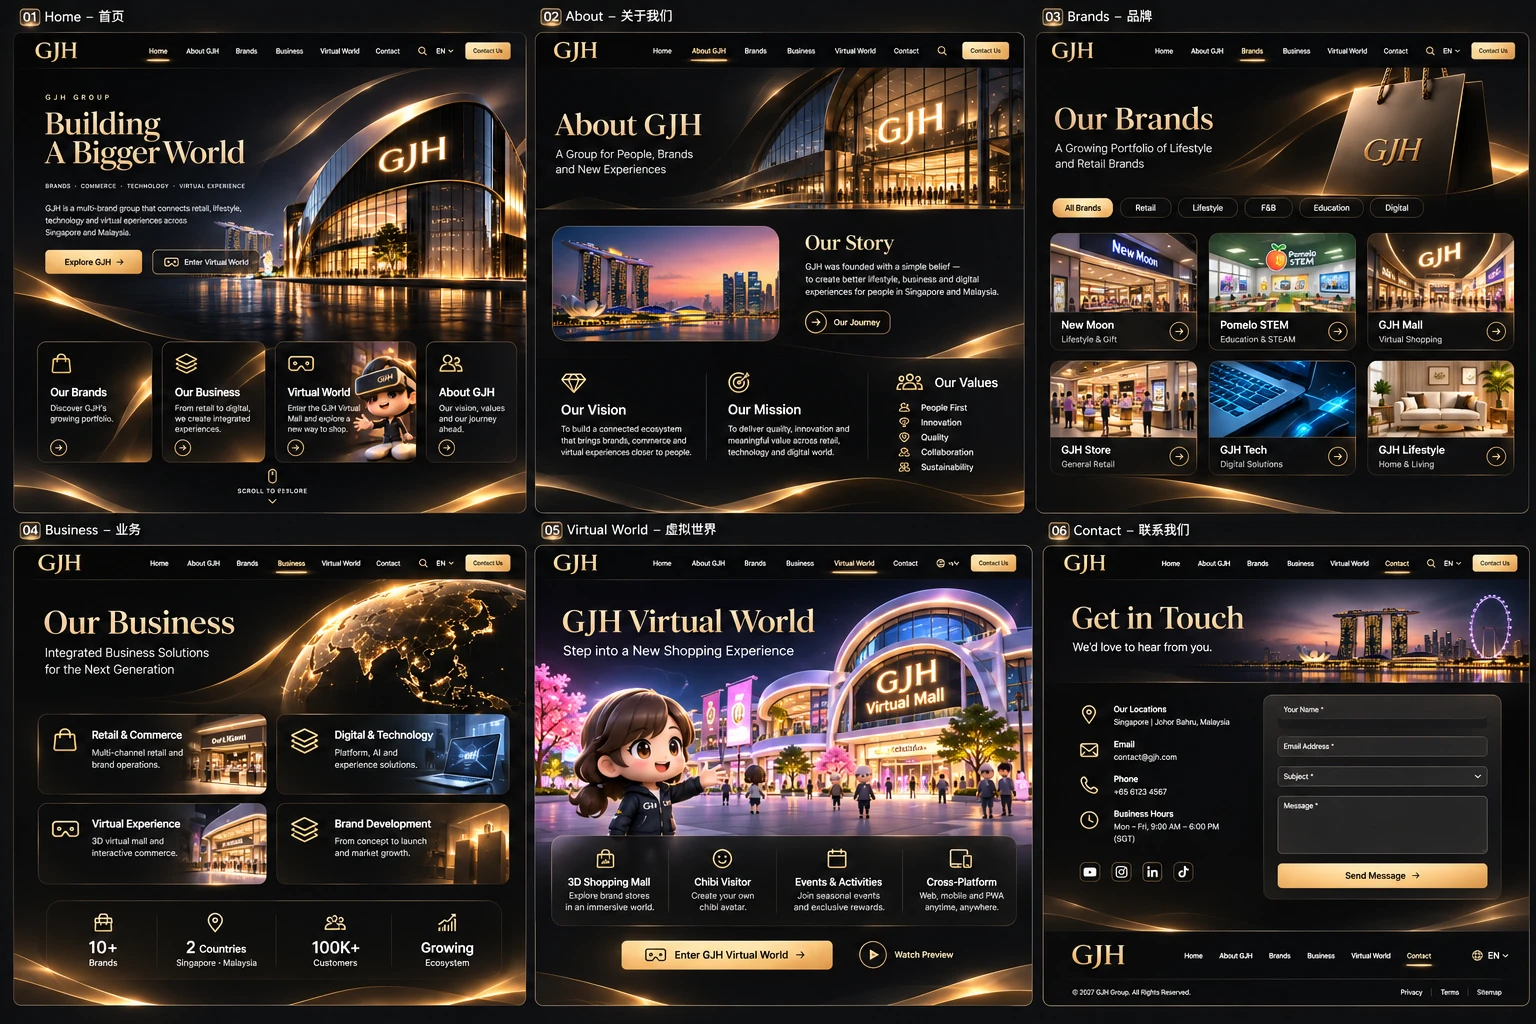 01 Home – 首页
GJH
Home About GJH Brands Business Virtual World Contact EN Contact Us
GJH GROUP
Building
A Bigger World
BRANDS · COMMERCE · TECHNOLOGY · VIRTUAL EXPERIENCE
GJH is a multi-brand group that connects retail, lifestyle,
technology and virtual eperiences across
Singapore and Malaysia.
Explore GJH →
Enter Virtual World
GJH
Our Brands
Discover GJH's
growing portfolio.
Our Business
From retail to digital,
we create integrated
experiences.
Virtual World
Enter the GJH Virtual
Mall and explore a
new way to shop.
GJH
About GJH
Our vision, values
and our journey
ahead.
SCROLL TO EXPLORE
02 About – 关于我们
GJH
Home About GJH Brands Business Virtual World Contact Contact Us
About GJH
A Group for People, Brands
and New Experiences
GJH
Our Story
GJH was founded with a simple belief —
to create better lifestyle, business and digital
experiences for people in Singapore and Malaysia.
Our Journey
Our Vision
To build a connected ecosystem
that brings brands, commerce and
virtual experiences closer to people.
Our Mission
To deliver quality, innovation and
meaningful value across retail,
technology and digital world.
Our Values
People First
Innovation
Quality
Collaboration
Sustainability
03 Brands – 品牌
GJH
Home About GJH Brands Business Virtual World Contact EN Contact Us
Our Brands
A Growing Portfolio of Lifestyle
and Retail Brands
GJH
All Brands Retail Lifestyle F&B Education Digital
New Moon
New Moon
Lifestyle & Gift
Pomelo
STEM
Pomelo STEM
Education & STEAM
GJH
GJH Mall
Virtual Shopping
GJH Store
General Retail
GJH Tech
Digital Solutions
GJH Lifestyle
Home & Living
04 Business – 业务
GJH
Home About GJH Brands Business Virtual World Contact EN Contact Us
Our Business
Integrated Business Solutions
for the Next Generation
Retail & Commerce
Multi-channel retail and
brand operations.
Digital & Technology
Platform, AI and
experience solutions.
Virtual Experience
3D virtual mall and
interactive commerce.
Brand Development
From concept to launch
and market growth.
10+
Brands
2 Countries
Singapore · Malaysia
100K+
Customers
Growing
Ecosystem
05 Virtual World – 虚拟世界
GJH
Home About GJH Brands Business Virtual World Contact Contact Us
GJH Virtual World
Step into a New Shopping Experience
GJH
Virtual Mall
3D Shopping Mall
Explore brand stores
in an immersive world.
Chibi Visitor
Create your own
chibi avatar.
Events & Activities
Join seasonal events
and exclusive rewards.
Cross-Platform
Web, mobile and PWA
anytime, anywhere.
Enter GJH Virtual World →
Watch Preview
06 Contact – 联系我们
GJH
Home About GJH Brands Business Virtual World Contact EN Contact Us
Get in Touch
We'd love to hear from you.
Our Locations
Singapore | Johor Bahru, Malaysia
Email
contact@gjh.com
Phone
+65 6123 4567
Business Hours
Mon – Fri, 9:00 AM – 6:00 PM
(SGT)
Your Name *
Email Address *
Subject *
Message *
Send Message →
GJH
Home About GJH Brands Business Virtual World Contact EN
© 2027 GJH Group. All Rights Reserved.
Privacy | Terms | Sitemap